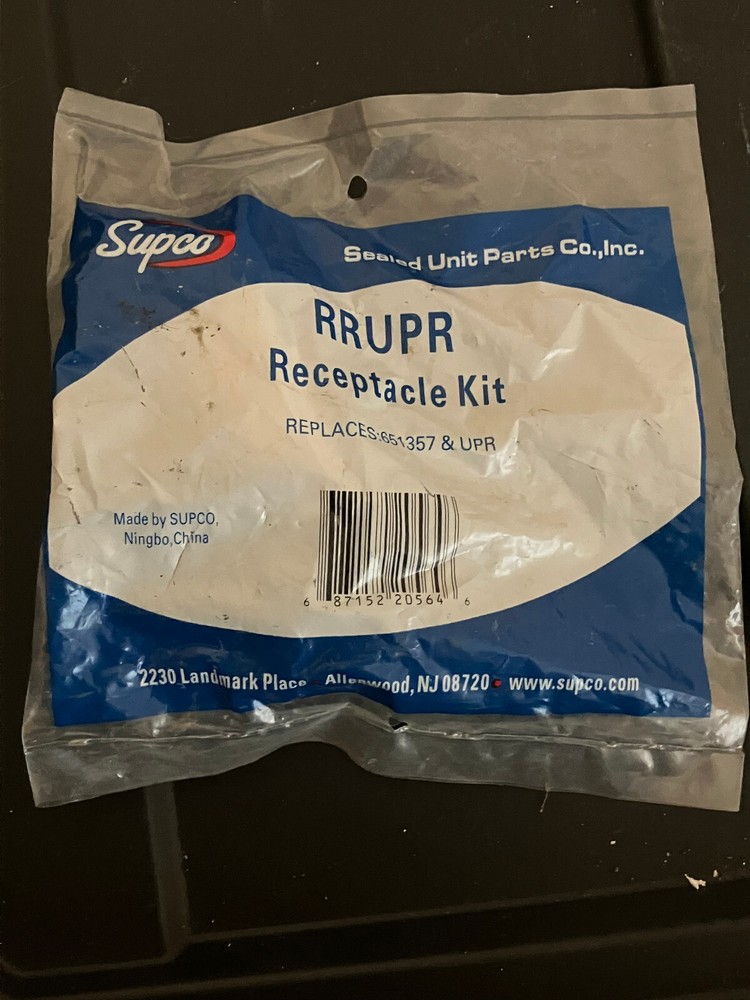 Supco
Sealed Unit Parts Co.,Inc.
RRUPR
Receptacle Kit
REPLACES:651357 & UPR
Made by SUPCO,
Ningbo,China
6 87152 20564 6
2230 Landmark Place • Allenwood, NJ 08720 • www.supco.com